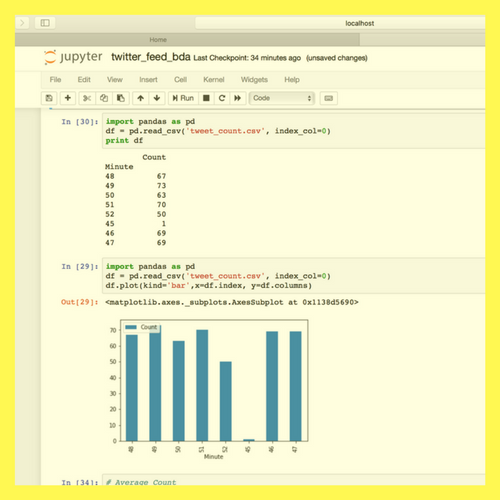 localhost
Home
jupyter twitter_feed_bda Last Checkpoint: 34 minutes ago (unsaved changes)
File Edit View Insert Cell Kernel Widgets Help
Run Code
In [30]: import pandas as pd
df = pd.read_csv('tweet_count.csv', index_col=0)
print df
Count
Minute
48 67
49 73
50 63
51 70
52 50
45 1
46 69
47 69
In [29]: import pandas as pd
df = pd.read_csv('tweet_count.csv', index_col=0)
df.plot(kind='bar',x=df.index, y=df.columns)
Out[29]: <matplotlib.axes._subplots.AxesSubplot at 0x1138d5690>
Count
70
60
50
40
30
20
10
0
48 49 50 51 52 45 46 47
Minute
In [34]: # Average Count